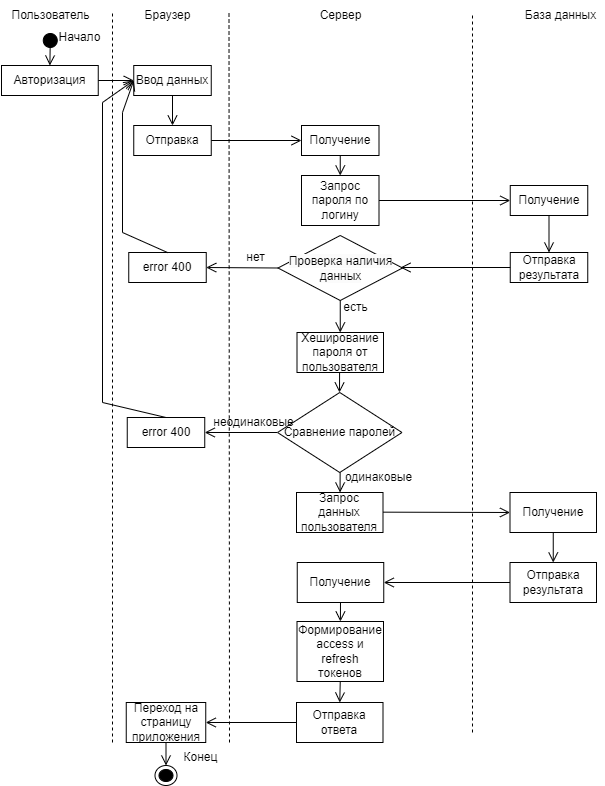 Пользователь
Браузер
Сервер
База данных
Начало
Авторизация
Ввод данных
Отправка
Получение
Запрос
пароля по
логину
Получение
Отправка
результата
Проверка наличия
данных
нет
error 400
есть
Хеширование
пароля от
пользователя
Сравнение паролей
неодинаковые
error 400
одинаковые
Запрос
данных
пользователя
Получение
Отправка
результата
Получение
Формирование
access и
refresh
токенов
Отправка
ответа
Переход на
страницу
приложения
Конец